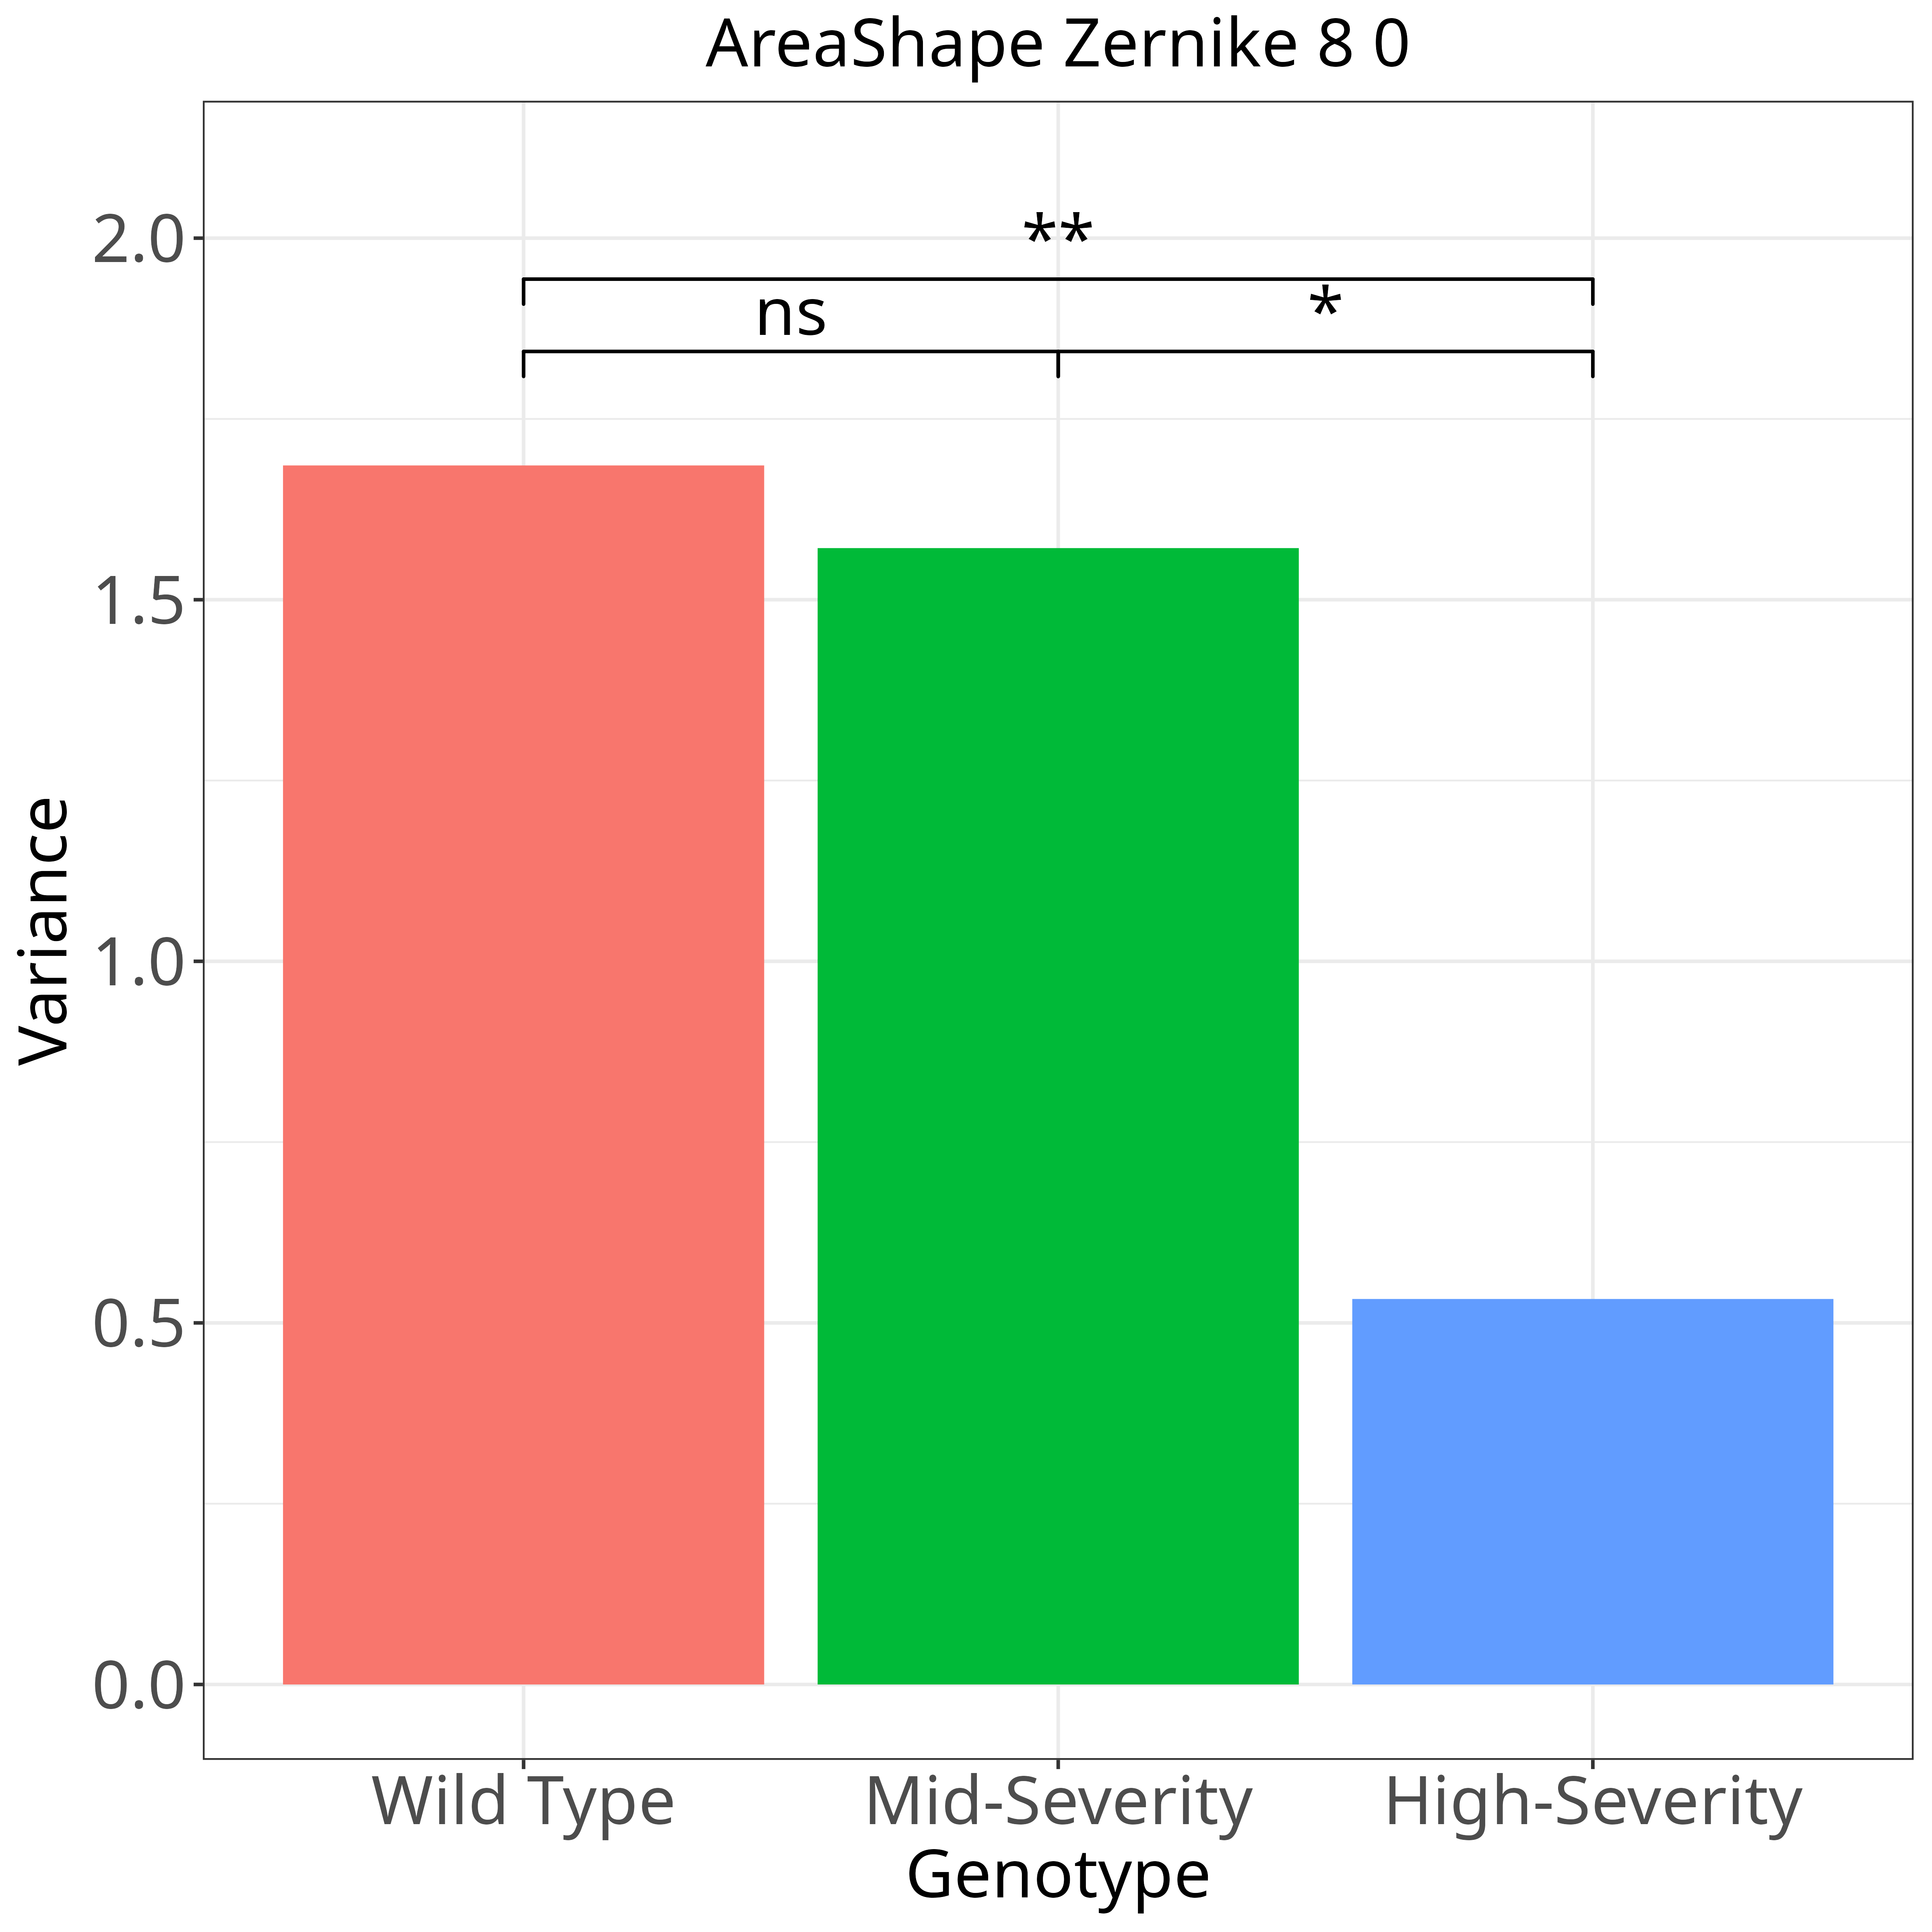 AreaShape Zernike 8 0
2.0
**
ns
*
1.5
1.0
0.5
0.0
Variance
Wild Type Mid-Severity High-Severity
Genotype